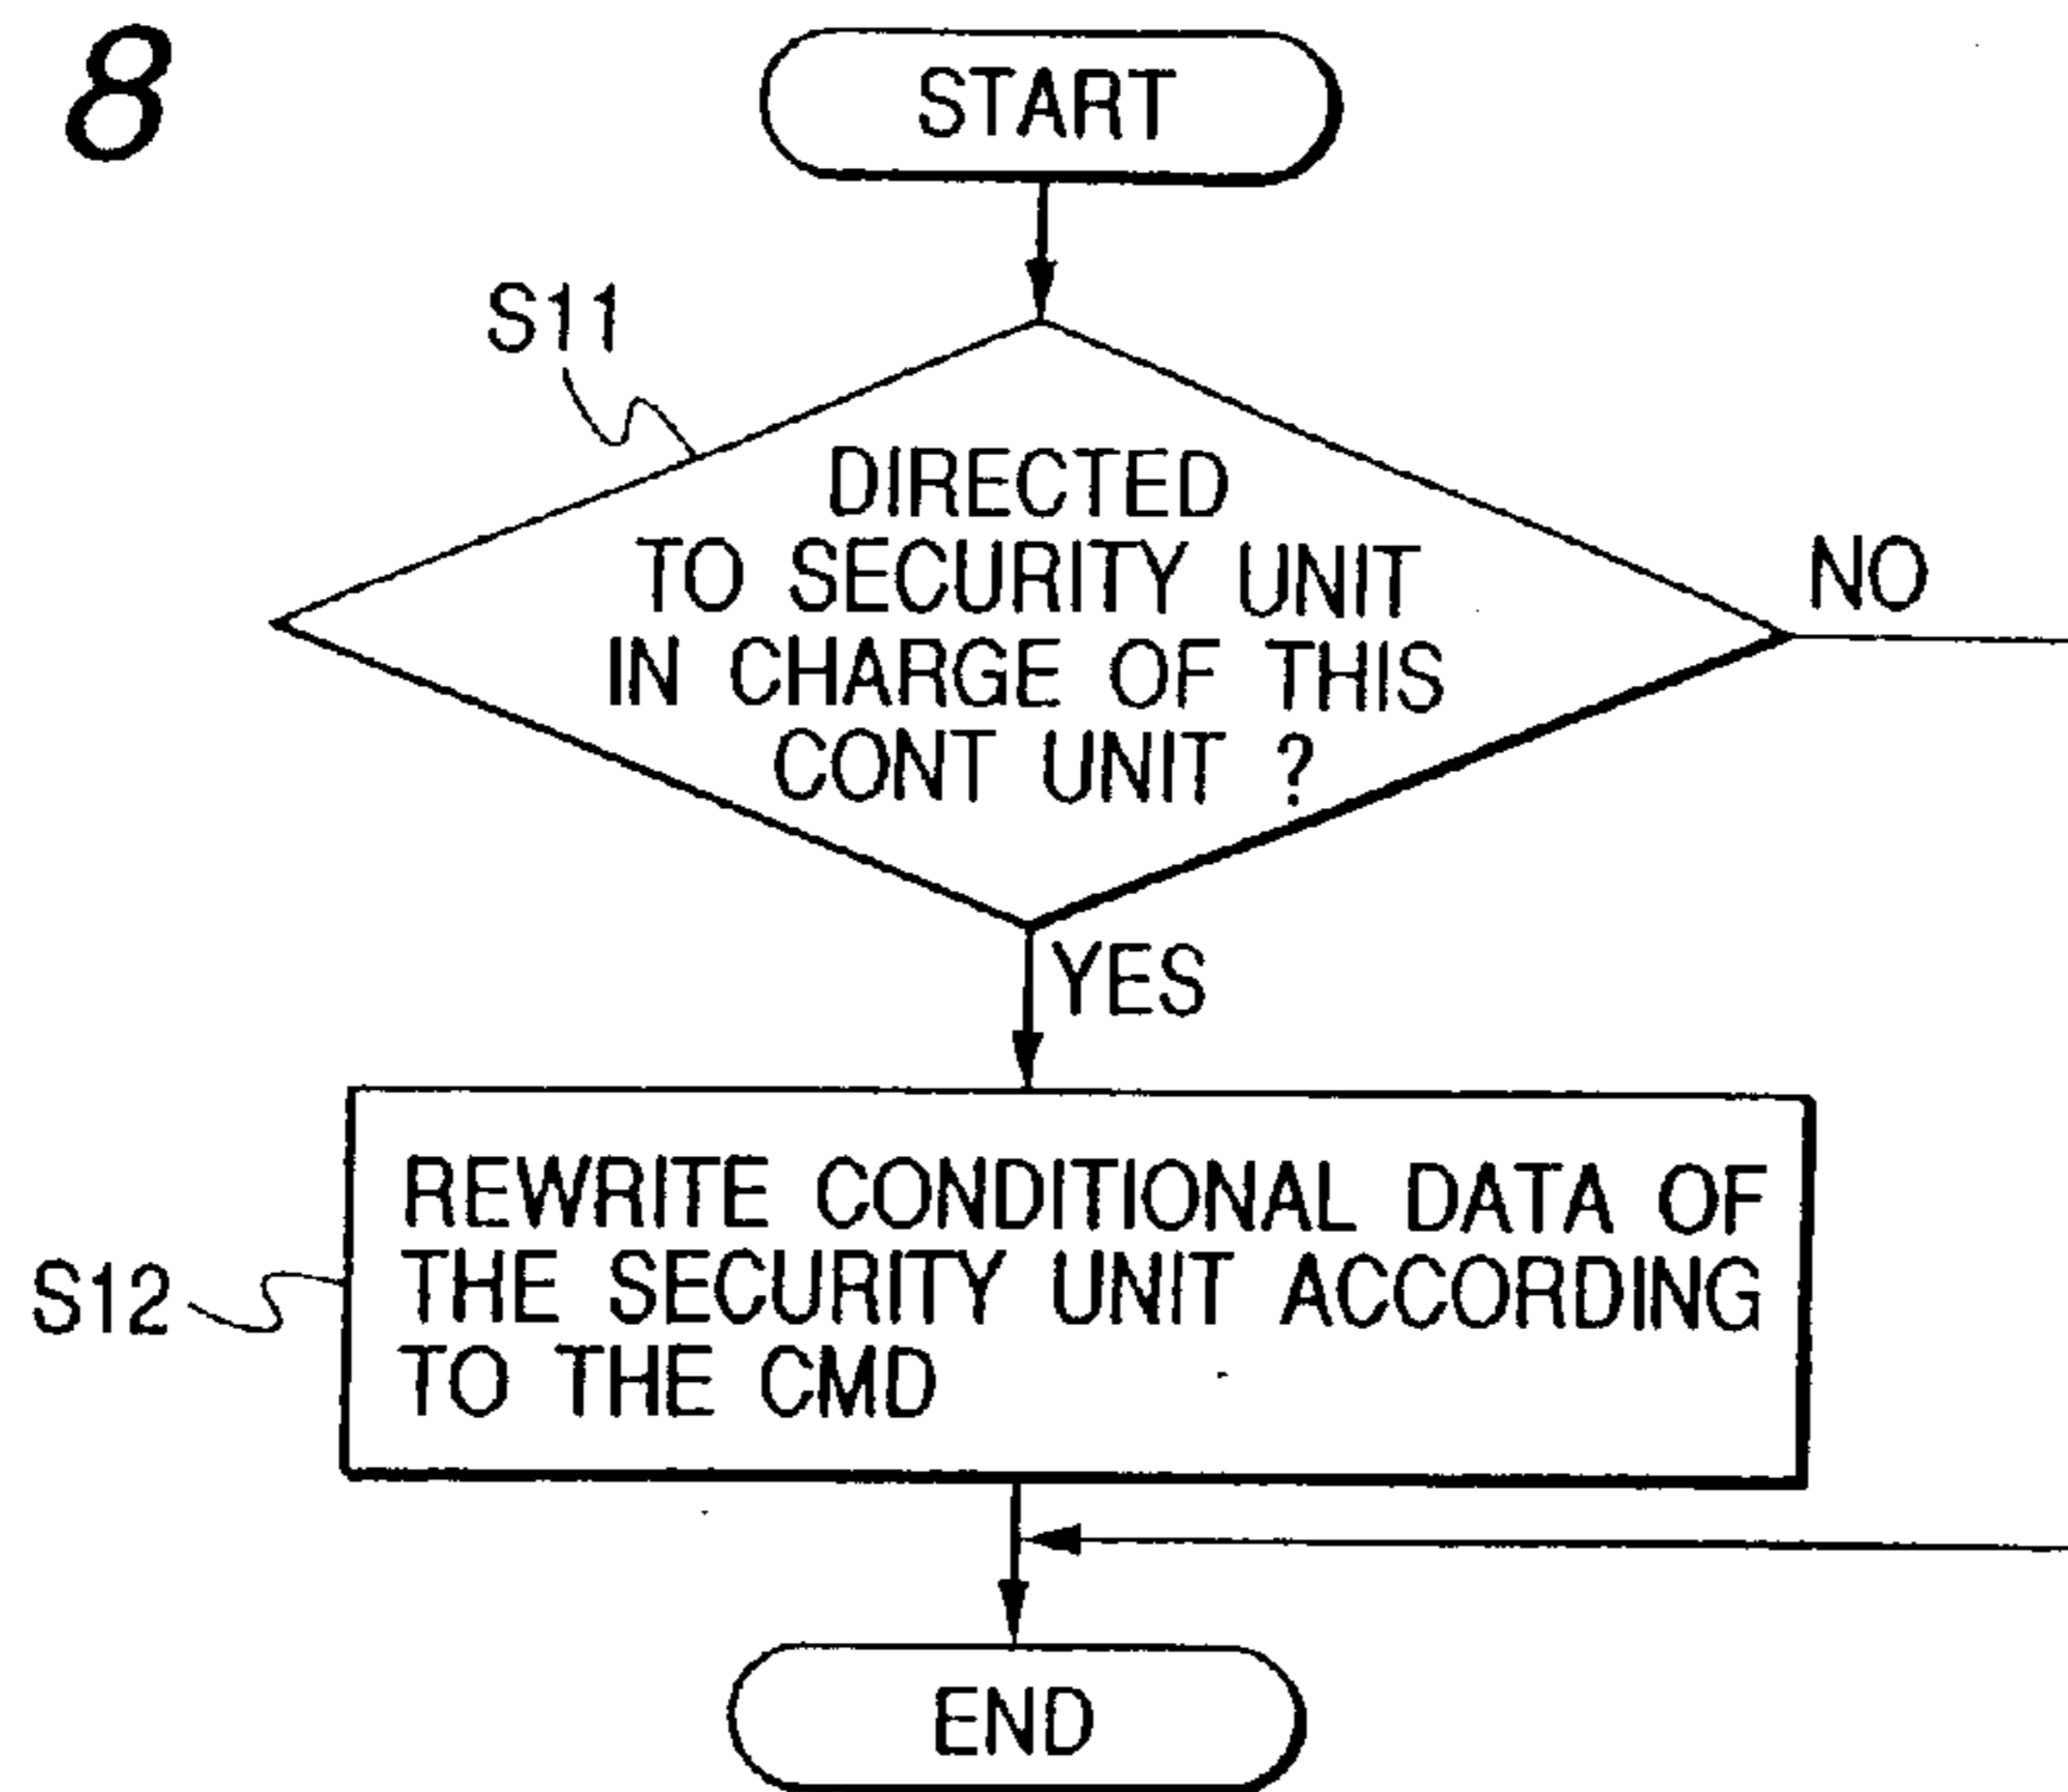 8
START
S11
DIRECTED
TO SECURITY UNIT
IN CHARGE OF THIS
CONT UNIT ?
NO
YES
REWRITE CONDITIONAL DATA OF
THE SECURITY UNIT ACCORDING
TO THE CMD
S12
END